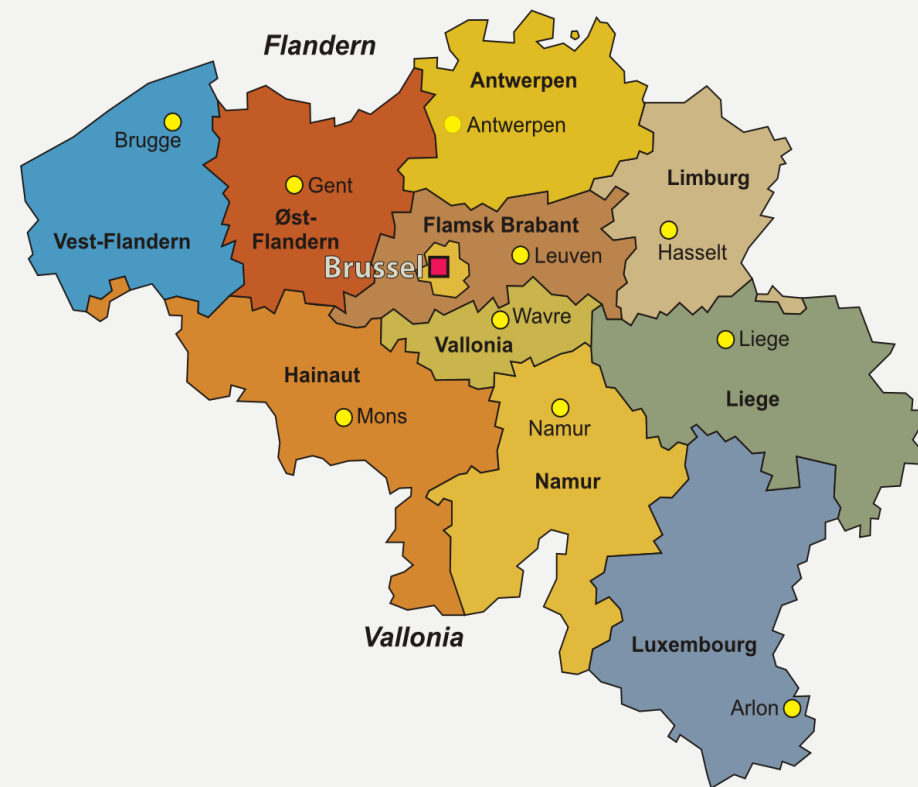 Flandern
Antwerpen
Antwerpen
Brugge
Limburg
Gent
Øst-
Flandern
Flamsk Brabant
Vest-Flandern
Hasselt
Leuven
Brussel
Wavre
Vallonia
Liege
Hainaut
Liege
Mons
Namur
Namur
Vallonia
Luxembourg
Arlon